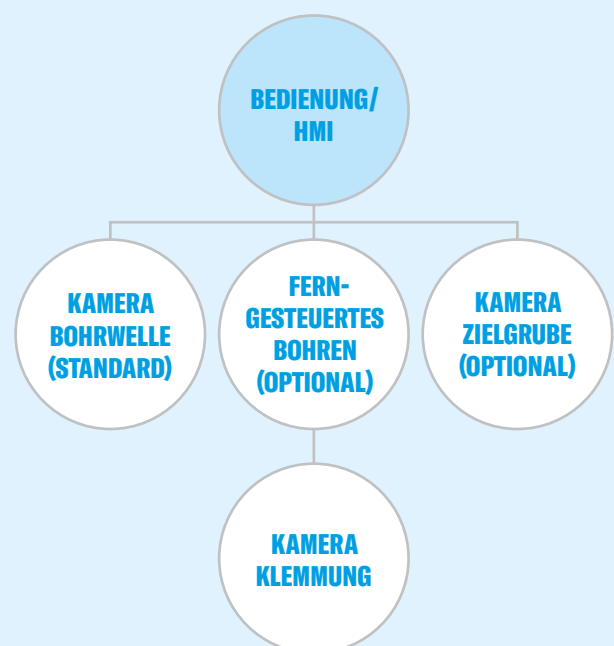 BEDIENUNG/
HMI
KAMERA
BOHRWELLE
(STANDARD)
FERN-
GESTEUERTES
BOHREN
(OPTIONAL)
KAMERA
ZIELGRUBE
(OPTIONAL)
KAMERA
KLEMMUNG